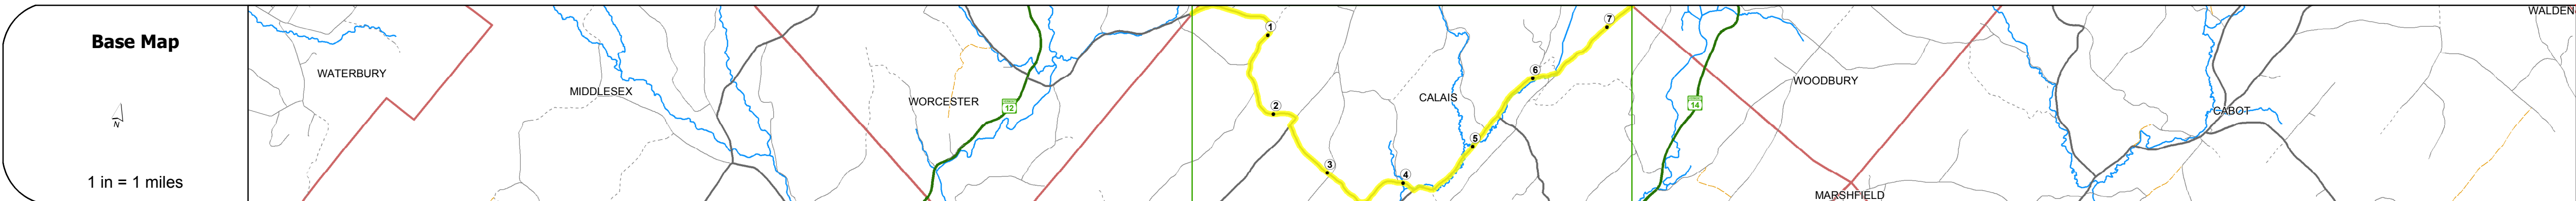 Base Map
N
1 in = 1 miles
WATERBURY
MIDDLESEX
WORCESTER
12
1
2
3
4
5
6
7
CALAIS
14
WOODBURY
MARSHFIELD
CABOT
WALDEN